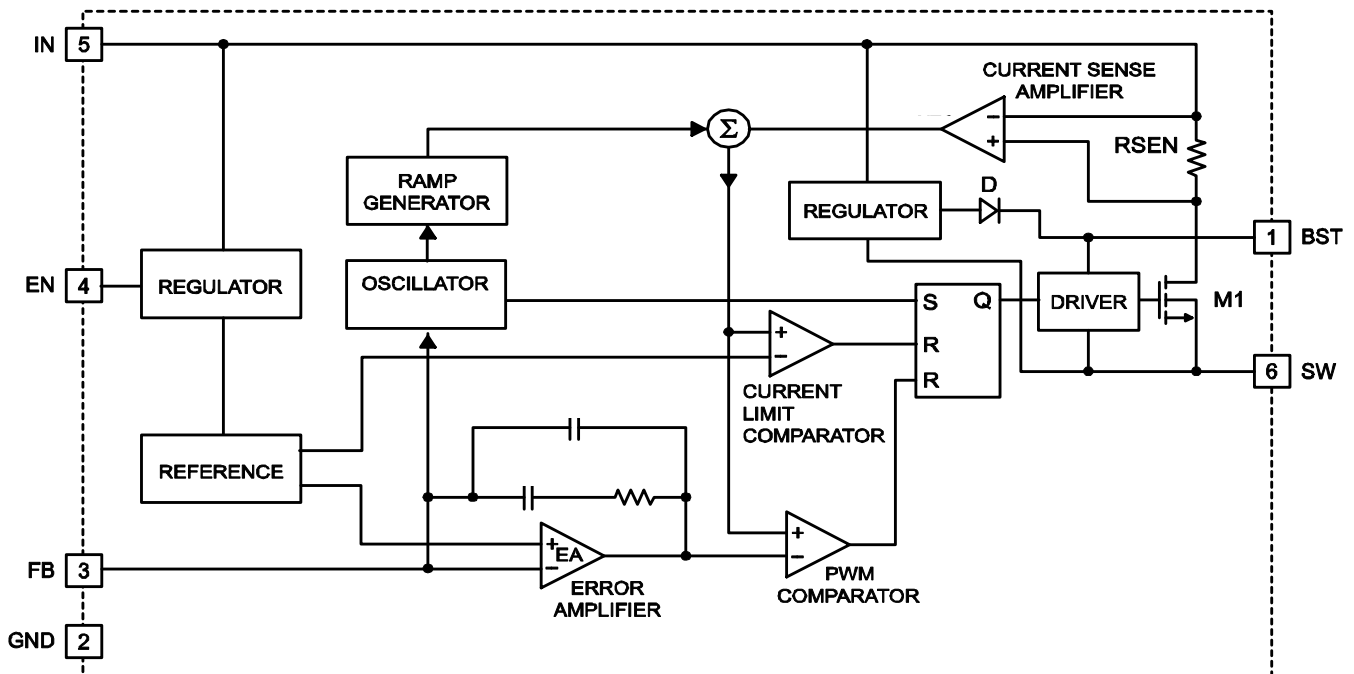 IN 5
CURRENT SENSE
AMPLIFIER
Σ
−
+
RSEN
RAMP
GENERATOR
D
REGULATOR
1 BST
EN 4
REGULATOR
OSCILLATOR
S Q
DRIVER
M1
+
−
R
R
6 SW
CURRENT
LIMIT
COMPARATOR
REFERENCE
+
−
EA
+
−
FB 3
ERROR
AMPLIFIER
PWM
COMPARATOR
GND 2